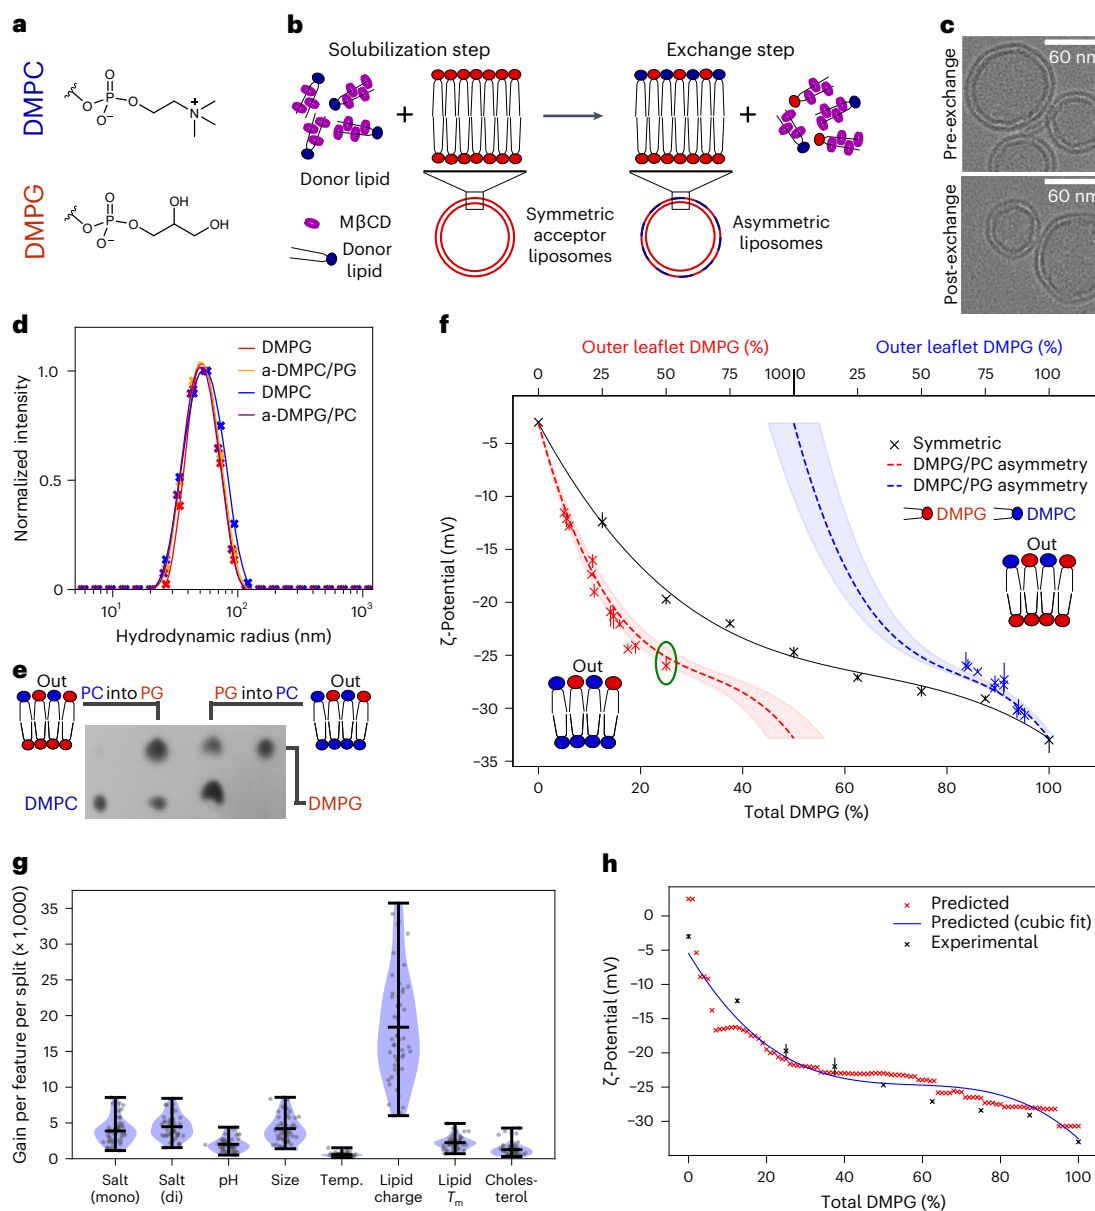 a
DMPC
O
O
P
O
O−
N
+
DMPG
O
O
P
O
O−
OH
OH
b
Solubilization step
Exchange step
+
+
Donor lipid
MβCD
Donor
lipid
Symmetric
acceptor
liposomes
Asymmetric
liposomes
c
Pre-exchange
60 nm
Post-exchange
60 nm
d
Normalized intensity
1.0
0.5
0
DMPG
a-DMPC/PG
DMPC
a-DMPG/PC
10¹
10²
10³
Hydrodynamic radius (nm)
e
Out
PC into PG
PG into PC
Out
DMPC
DMPG
f
Outer leaflet DMPG (%)
Outer leaflet DMPG (%)
0 25 50 75 100 25 50 75 100
ζ-Potential (mV)
−5
−10
−15
−20
−25
−30
−35
Symmetric
DMPG/PC asymmetry
DMPC/PG asymmetry
DMPG DMPC
Out
Out
0 20 40 60 80 100
Total DMPG (%)
g
Gain per feature per split (× 1,000)
35
30
25
20
15
10
5
0
Salt
(mono)
Salt
(di)
pH
Size
Temp.
Lipid
charge
Lipid
Tm
Choles-
terol
h
ζ-Potential (mV)
0
−5
−10
−15
−20
−25
−30
Predicted
Predicted (cubic fit)
Experimental
0 20 40 60 80 100
Total DMPG (%)